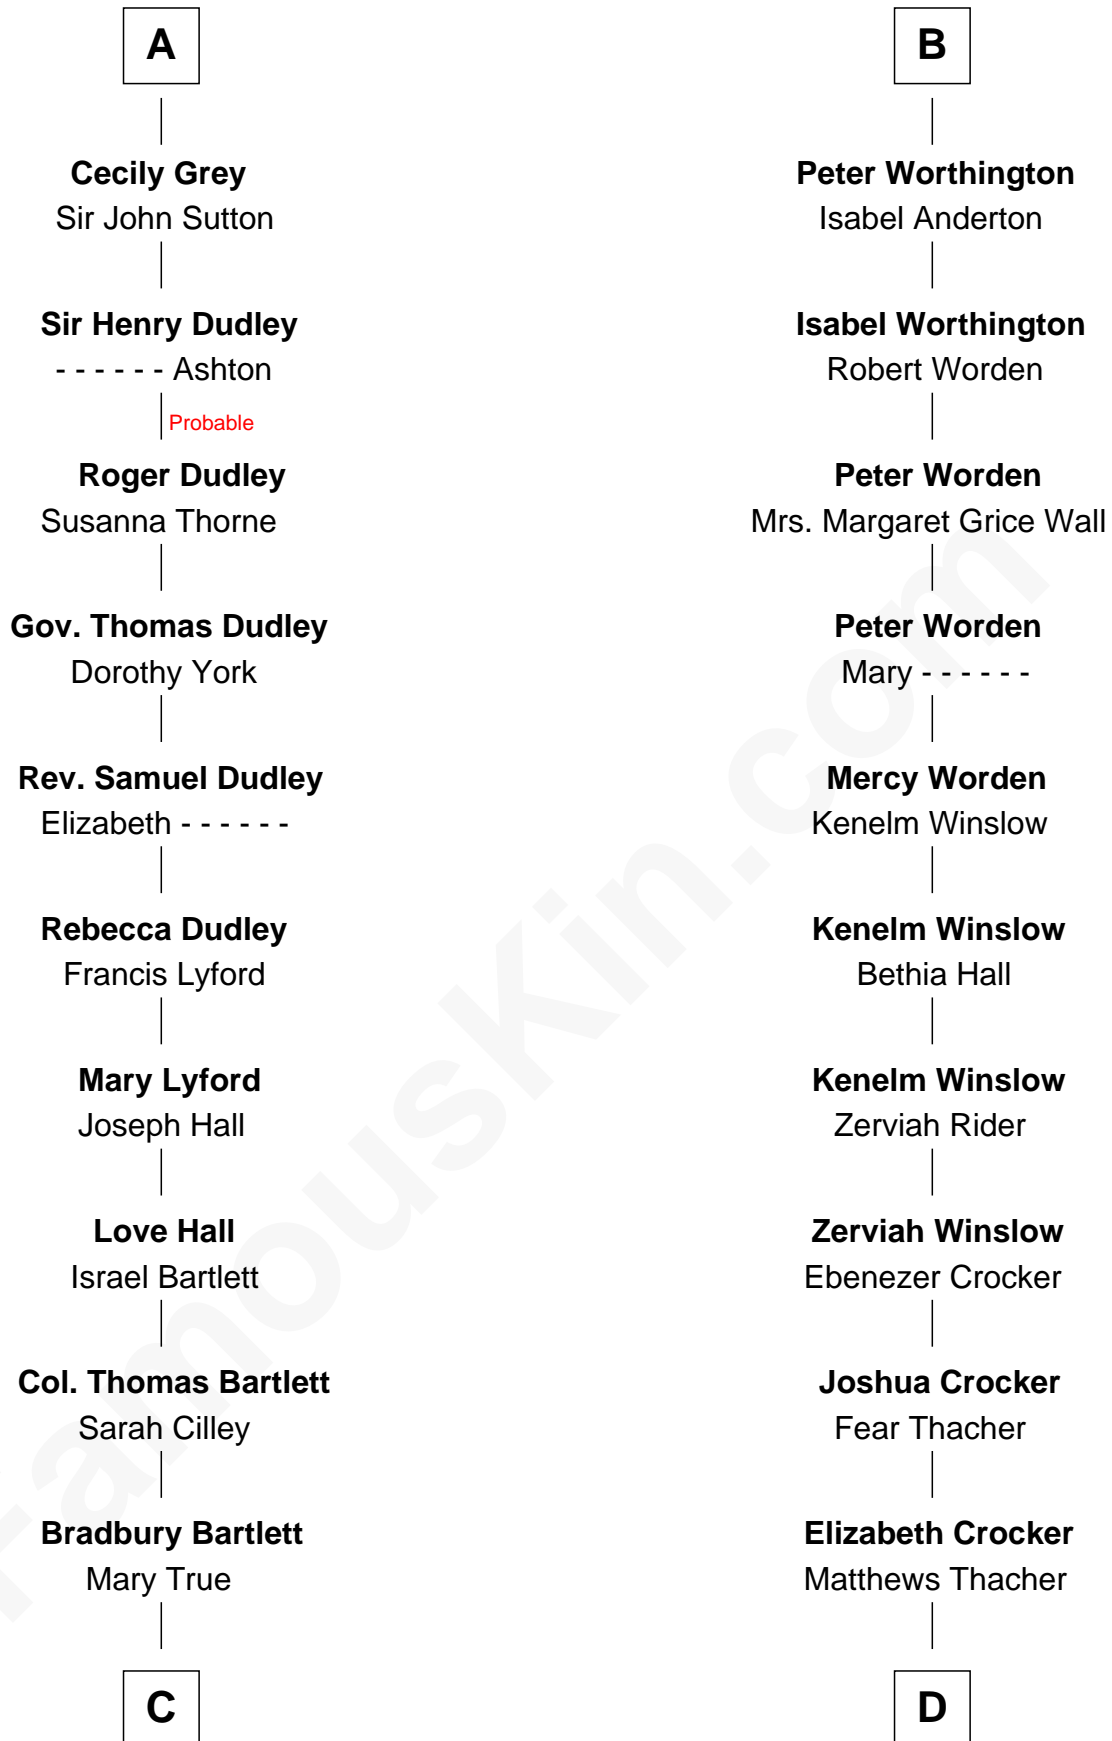 A
Cecily Grey
Sir John Sutton
Sir Henry Dudley
- - - - - - Ashton
Probable
Roger Dudley
Susanna Thorne
Gov. Thomas Dudley
Dorothy York
Rev. Samuel Dudley
Elizabeth - - - - - -
Rebecca Dudley
Francis Lyford
Mary Lyford
Joseph Hall
Love Hall
Israel Bartlett
Col. Thomas Bartlett
Sarah Cilley
Bradbury Bartlett
Mary True
C
B
Peter Worthington
Isabel Anderton
Isabel Worthington
Robert Worden
Peter Worden
Mrs. Margaret Grice Wall
Peter Worden
Mary - - - - - -
Mercy Worden
Kenelm Winslow
Kenelm Winslow
Bethia Hall
Kenelm Winslow
Zerviah Rider
Zerviah Winslow
Ebenezer Crocker
Joshua Crocker
Fear Thacher
Elizabeth Crocker
Matthews Thacher
D
FamousKin.com